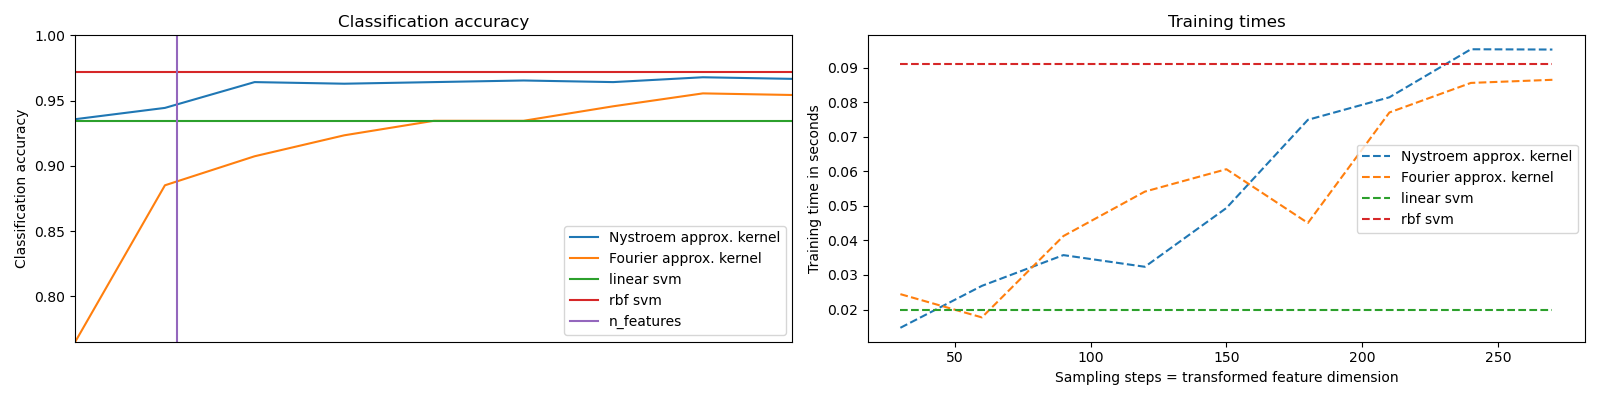 Classification accuracy
1.00
0.95
0.90
0.85
0.80
Classification accuracy
Nystroem approx. kernel
Fourier approx. kernel
linear svm
rbf svm
n_features
Training times
0.09
0.08
0.07
0.06
0.05
0.04
0.03
0.02
Training time in seconds
Nystroem approx. kernel
Fourier approx. kernel
linear svm
rbf svm
50 100 150 200 250
Sampling steps = transformed feature dimension